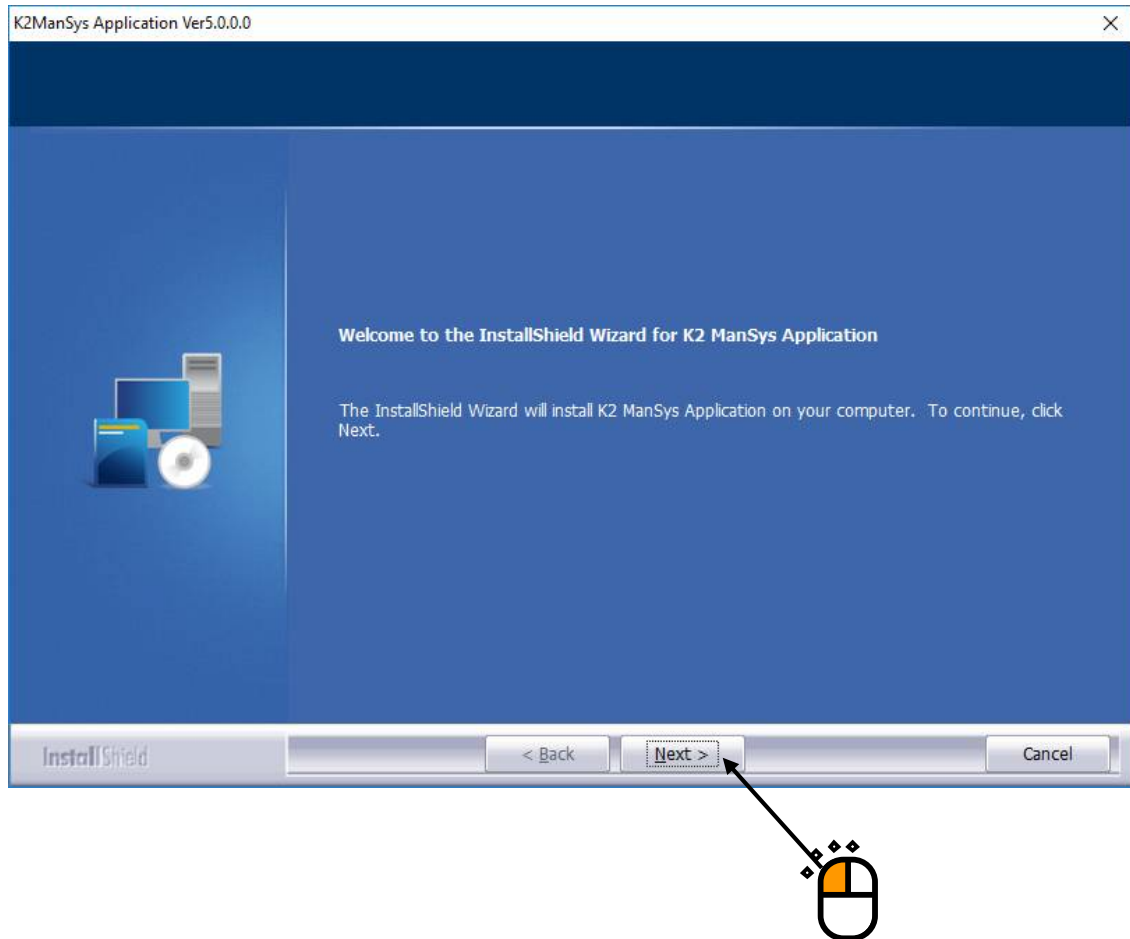 K2ManSys Application Ver5.0.0.0
Welcome to the InstallShield Wizard for K2 ManSys Application
The InstallShield Wizard will install K2 ManSys Application on your computer. To continue, click
Next.
InstallShield
< Back
Next >
Cancel